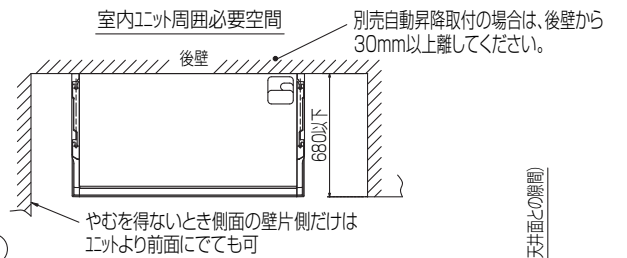 室内ユニット周囲必要空間
別売自動昇降取付の場合は、後壁から
30mm以上離してください。
後壁
680以下
やむを得ないとき側面の壁片側だけは
ユニットより前面にでても可
天井面との隙間)